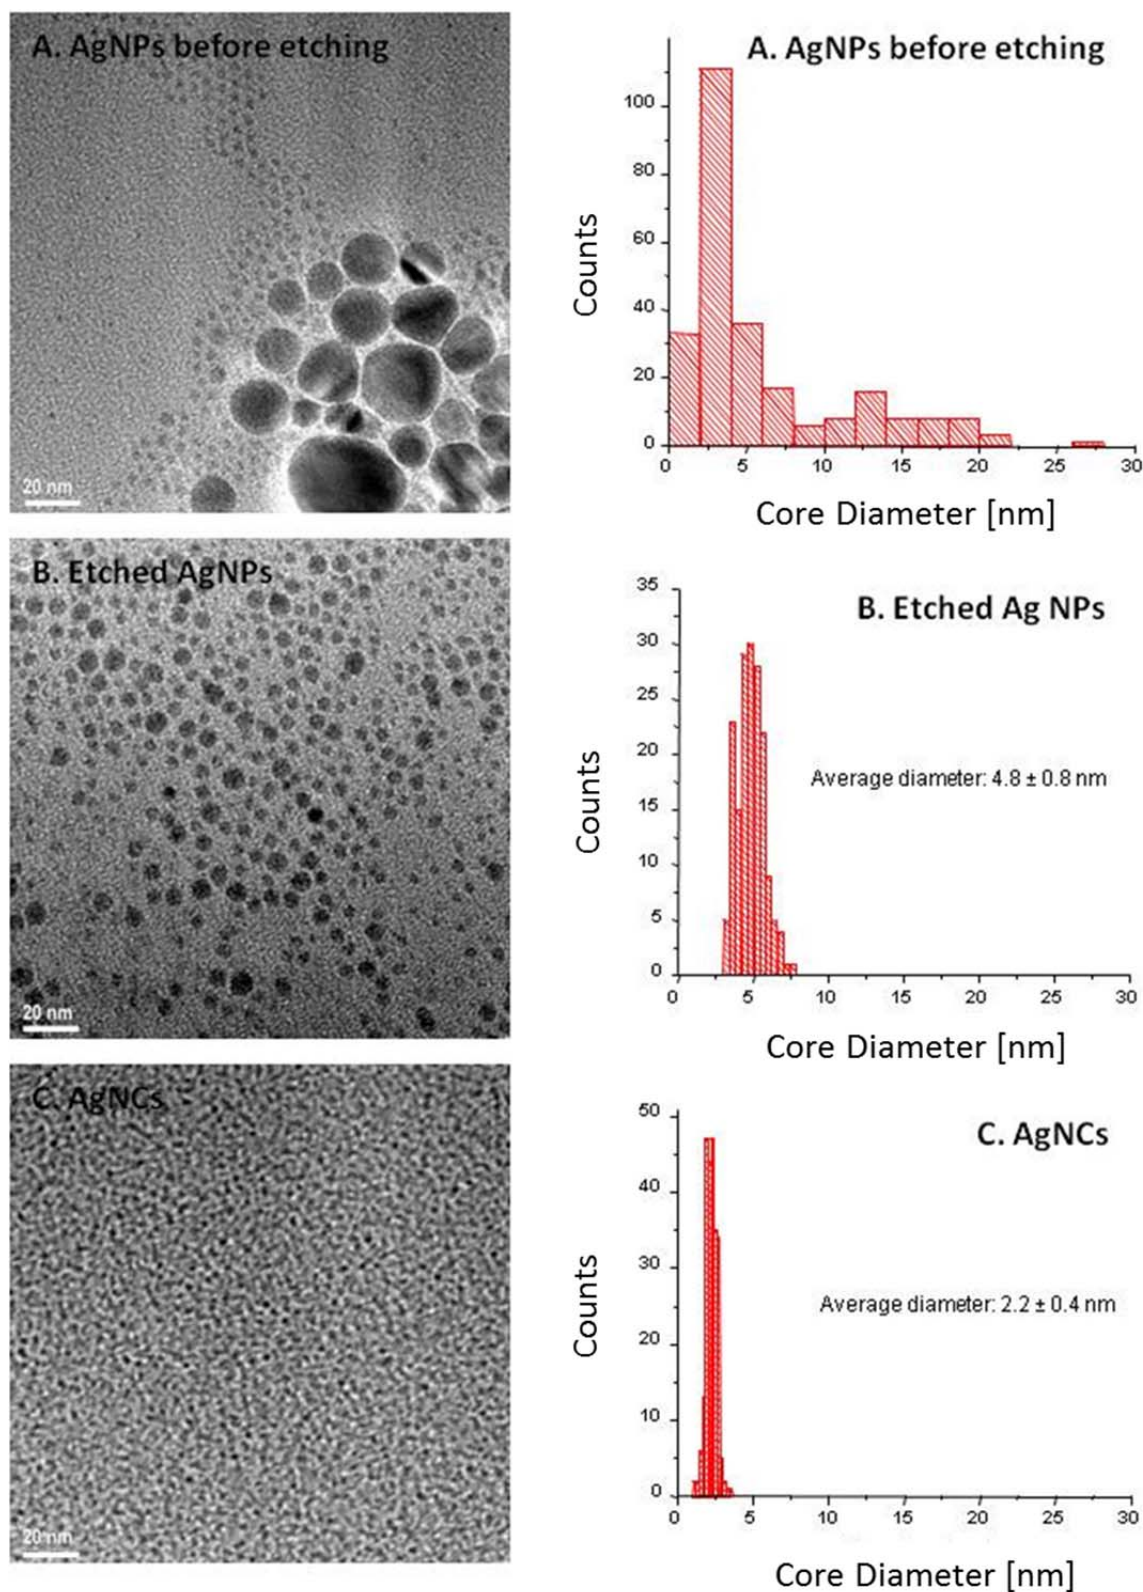 A. AgNPs before etching
20 nm
A. AgNPs before etching
100
80
60
40
20
0
Counts
0 5 10 15 20 25 30
Core Diameter [nm]
B. Etched AgNPs
20 nm
B. Etched Ag NPs
35
30
25
20
15
10
5
0
Counts
Average diameter: 4.8 ± 0.8 nm
0 5 10 15 20 25 30
Core Diameter [nm]
C. AgNCs
20 nm
C. AgNCs
50
40
30
20
10
0
Counts
Average diameter: 2.2 ± 0.4 nm
0 5 10 15 20 25 30
Core Diameter [nm]